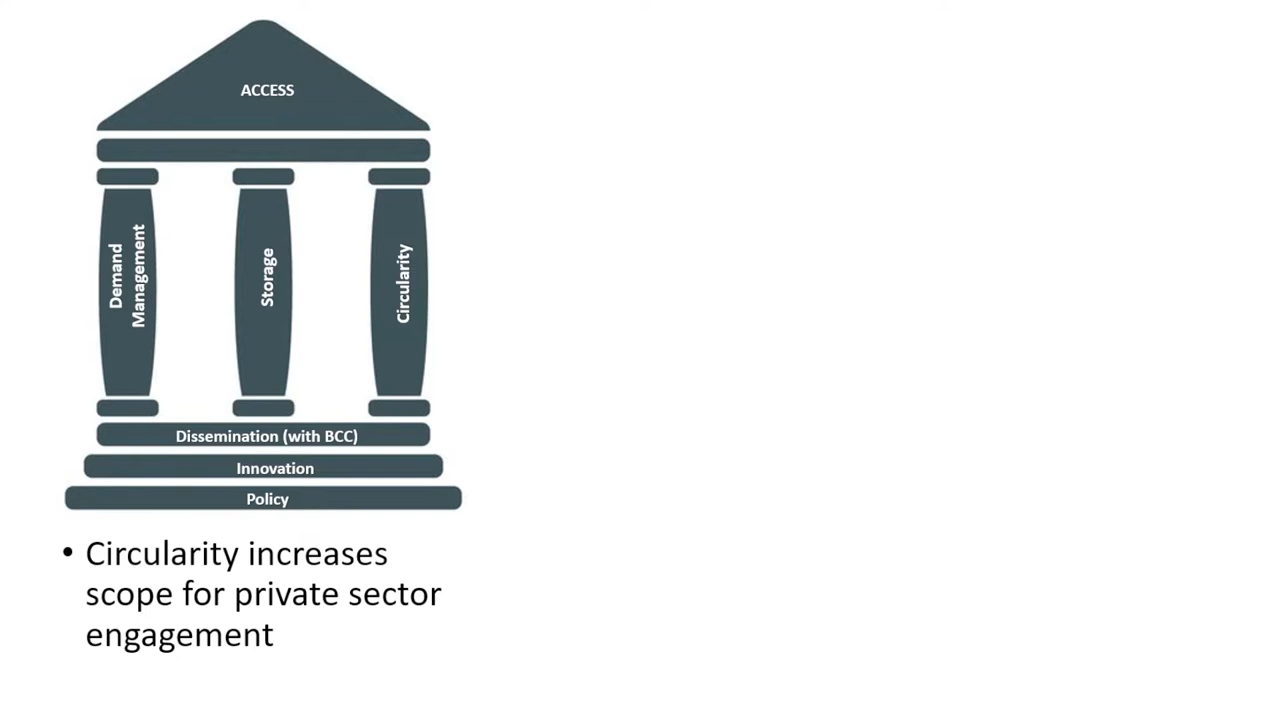 ACCESS
Demand
Management
Storage
Circularity
Dissemination (with BCC)
Innovation
Policy
• Circularity increases
scope for private sector
engagement